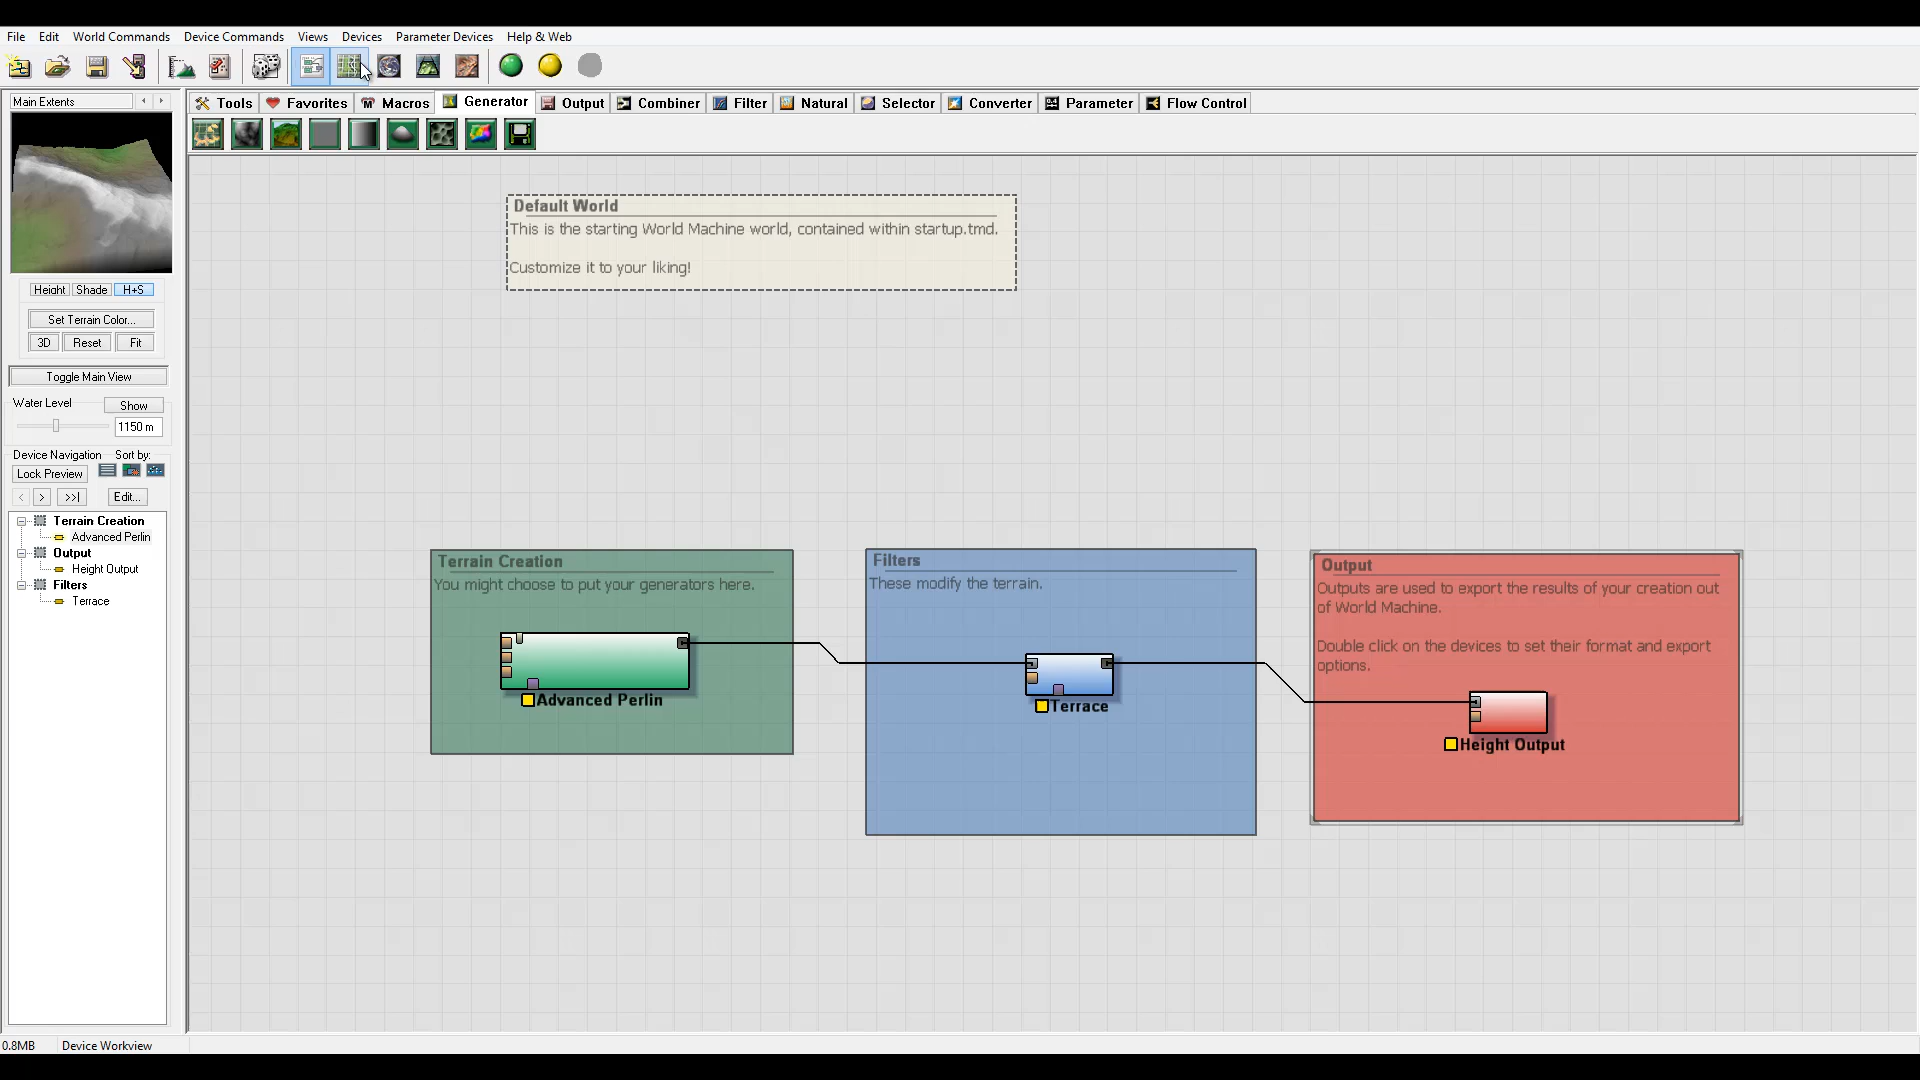 File Edit World Commands Device Commands Views Devices Parameter Devices Help & Web
Main Extents
Tools Favorites Macros Generator Output Combiner Filter Natural Selector Converter Parameter Flow Control
Height Shade H+S
Set Terrain Color...
3D Reset Fit
Toggle Main View
Water Level Show
1150 m
Device Navigation Sort by:
Lock Preview
< > >>| Edit...
Terrain Creation
Advanced Perlin
Output
Height Output
Filters
Terrace
Default World
This is the starting World Machine world, contained within startup.tmd.
Customize it to your liking!
Terrain Creation
You might choose to put your generators here.
Advanced Perlin
Filters
These modify the terrain.
Terrace
Output
Outputs are used to export the results of your creation out
of World Machine.
Double click on the devices to set their format and export
options.
Height Output
0.8MB Device Workview